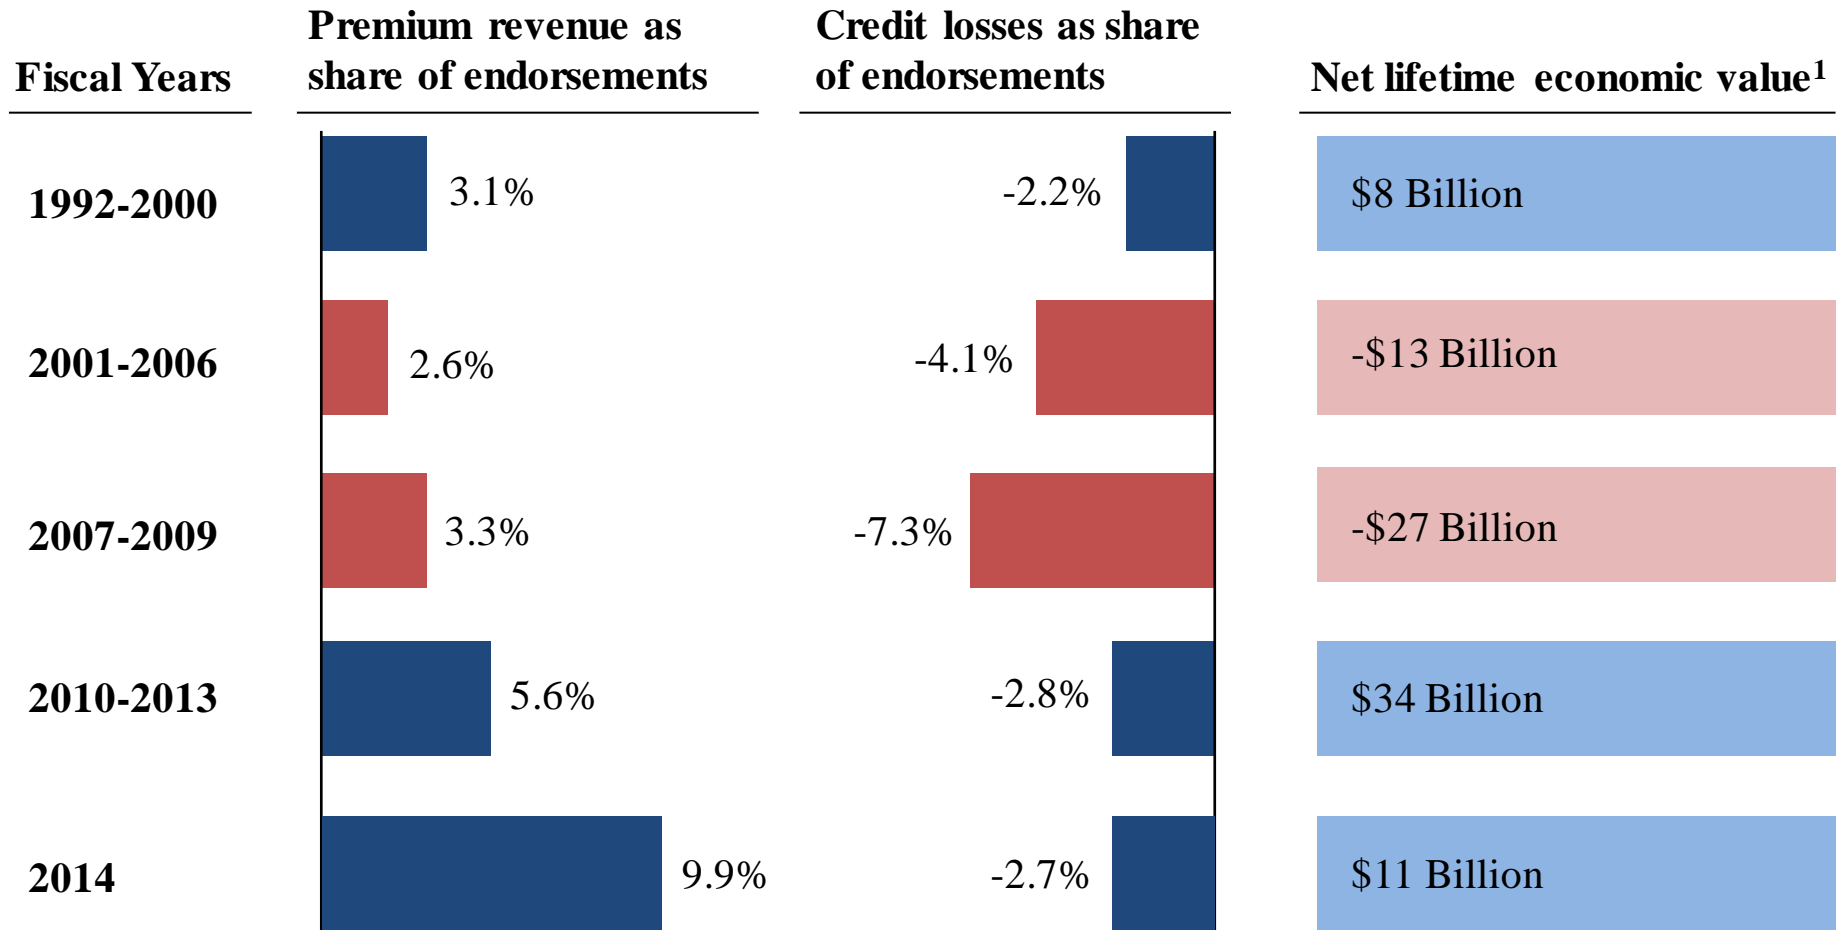 Fiscal Years
Premium revenue as
share of endorsements
Credit losses as share
of endorsements
Net lifetime economic value1
1992-2000
3.1%
-2.2%
$8 Billion
2001-2006
2.6%
-4.1%
-$13 Billion
2007-2009
3.3%
-7.3%
-$27 Billion
2010-2013
5.6%
-2.8%
$34 Billion
2014
9.9%
-2.7%
$11 Billion